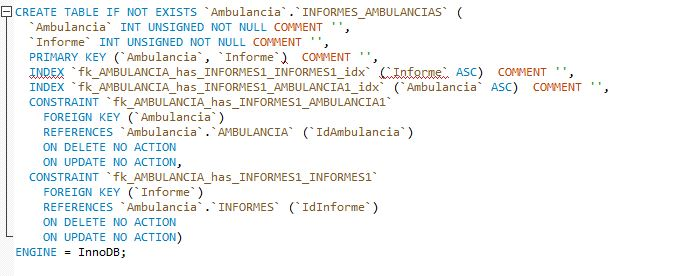 CREATE TABLE IF NOT EXISTS `Ambulancia`.`INFORMES_AMBULANCIAS` (
  `Ambulancia` INT UNSIGNED NOT NULL COMMENT '',
  `Informe` INT UNSIGNED NOT NULL COMMENT '',
  PRIMARY KEY (`Ambulancia`, `Informe`)  COMMENT '',
  INDEX `fk_AMBULANCIA_has_INFORMES1_INFORMES1_idx` (`Informe` ASC)  COMMENT '',
  INDEX `fk_AMBULANCIA_has_INFORMES1_AMBULANCIA1_idx` (`Ambulancia` ASC)  COMMENT '',
  CONSTRAINT `fk_AMBULANCIA_has_INFORMES1_AMBULANCIA1`
    FOREIGN KEY (`Ambulancia`)
    REFERENCES `Ambulancia`.`AMBULANCIA` (`IdAmbulancia`)
    ON DELETE NO ACTION
    ON UPDATE NO ACTION,
  CONSTRAINT `fk_AMBULANCIA_has_INFORMES1_INFORMES1`
    FOREIGN KEY (`Informe`)
    REFERENCES `Ambulancia`.`INFORMES` (`IdInforme`)
    ON DELETE NO ACTION
    ON UPDATE NO ACTION)
ENGINE = InnoDB;